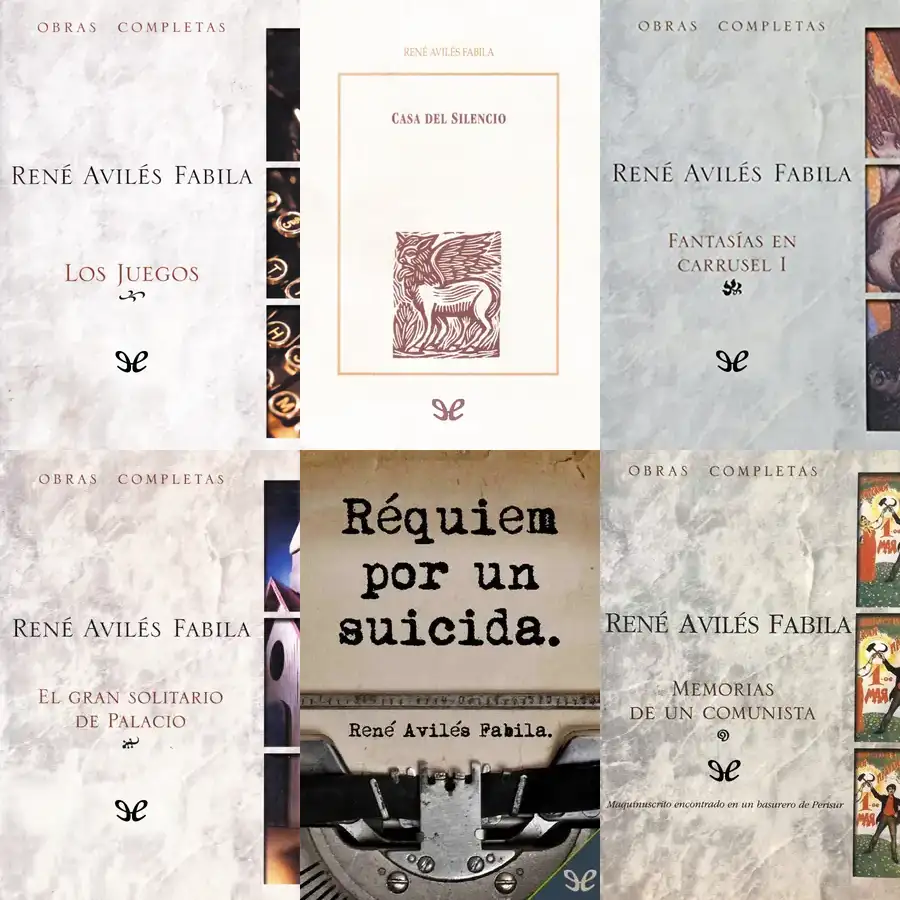 OBRAS COMPLETAS
RENÉ AVILÉS FABILA
LOS JUEGOS
RENÉ AVILÉS FABILA
CASA DEL SILENCIO
OBRAS COMPLETAS
RENÉ AVILÉS FABILA
FANTASÍAS EN
CARRUSEL I
OBRAS COMPLETAS
RENÉ AVILÉS FABILA
EL GRAN SOLITARIO
DE PALACIO
Réquiem
por un
suicida.
René Avilés Fabila.
OBRAS COMPLETAS
RENÉ AVILÉS FABILA
MEMORIAS
DE UN COMUNISTA
Maquinuscrito encontrado en un basurero de Perisur